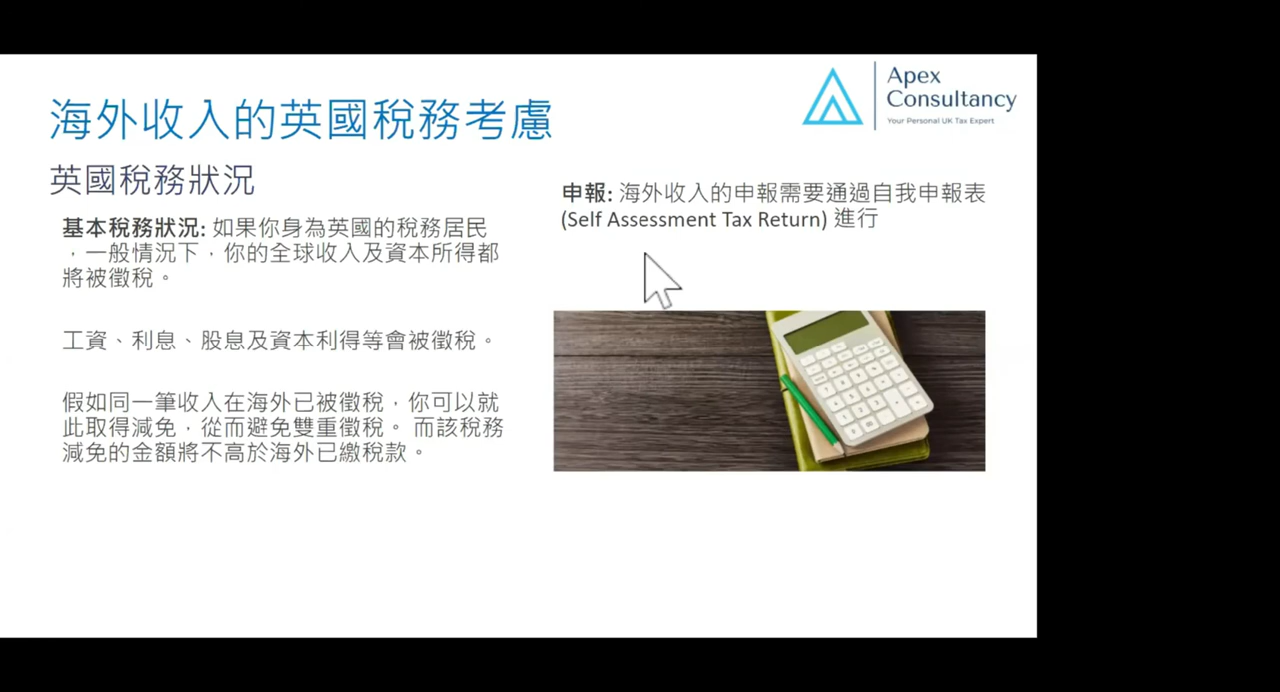 海外收入的英國稅務考慮
Apex
Consultancy
Your Personal UK Tax Expert
英國稅務狀況
基本稅務狀況: 如果你身為英國的稅務居民
，一般情況下，你的全球收入及資本所得都
將被徵稅。
工資、利息、股息及資本利得等會被徵稅。
假如同一筆收入在海外已被徵稅，你可以就
此取得減免，從而避免雙重徵稅。 而該稅務
減免的金額將不高於海外已繳稅款。
申報: 海外收入的申報需要通過自我申報表
(Self Assessment Tax Return) 進行